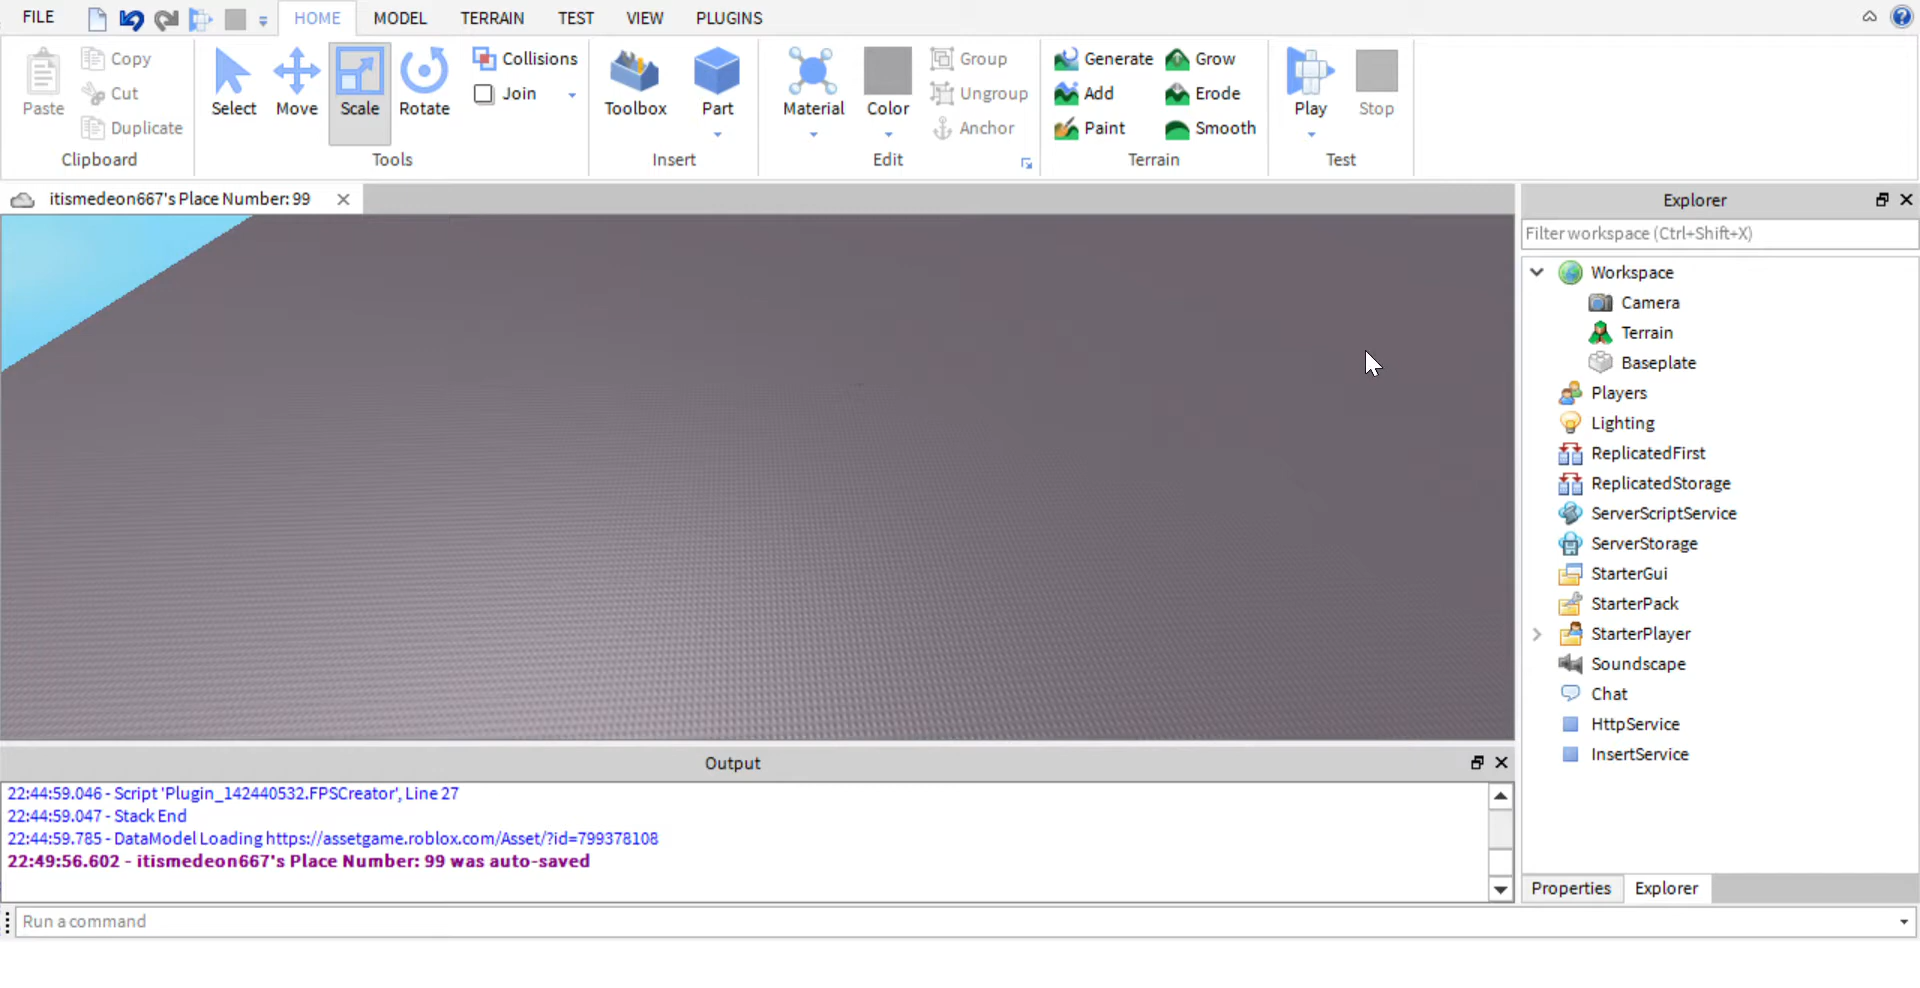 FILE HOME MODEL TERRAIN TEST VIEW PLUGINS
Paste
Copy
Cut
Duplicate
Clipboard
Select Move Scale Rotate
Collisions
Join
Tools
Toolbox Part
Insert
Material Color
Group
Ungroup
Anchor
Edit
Generate Grow
Add Erode
Paint Smooth
Terrain
Play Stop
Test
itismedeon667's Place Number: 99
Explorer
Filter workspace (Ctrl+Shift+X)
Workspace
Camera
Terrain
Baseplate
Players
Lighting
ReplicatedFirst
ReplicatedStorage
ServerScriptService
ServerStorage
StarterGui
StarterPack
StarterPlayer
Soundscape
Chat
HttpService
InsertService
Properties Explorer
Output
22:44:59.046 - Script 'Plugin_142440532.FPSCreator', Line 27
22:44:59.047 - Stack End
22:44:59.785 - DataModel Loading https://assetgame.roblox.com/Asset/?id=799378108
22:49:56.602 - itismedeon667's Place Number: 99 was auto-saved
Run a command